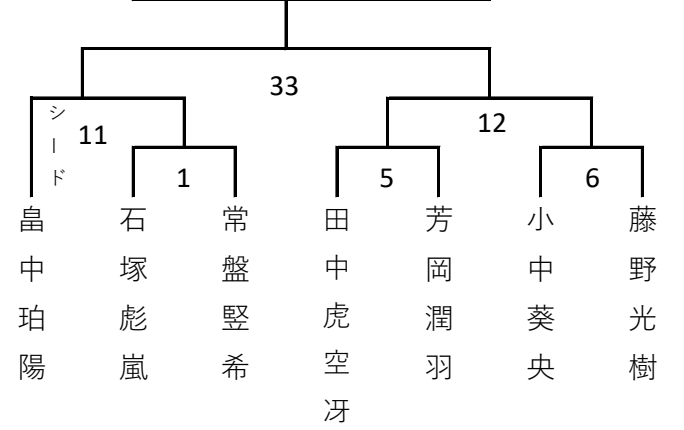 33
シード
11
12
1
5
6
畠中珀陽
石塚彪嵐
常盤竪希
田中虎空冴
芳岡潤羽
小中葵央
藤野光樹